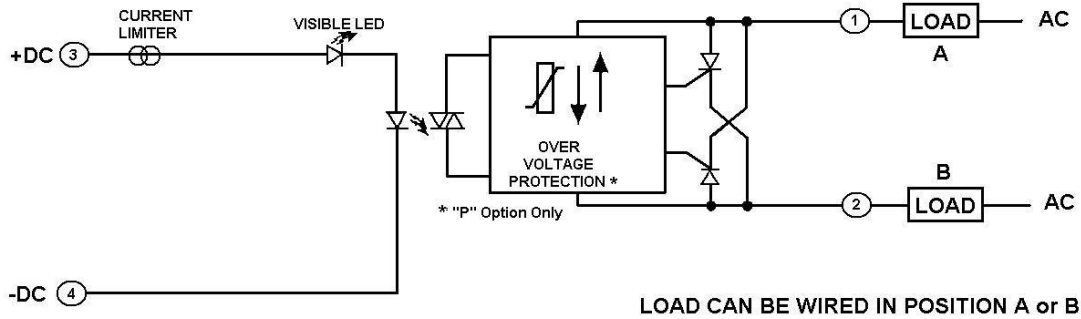 CURRENT
LIMITER
VISIBLE LED
+DC 3
1
LOAD
AC
A
OVER
VOLTAGE
PROTECTION *
* "P" Option Only
B
2
LOAD
AC
-DC 4
LOAD CAN BE WIRED IN POSITION A or B